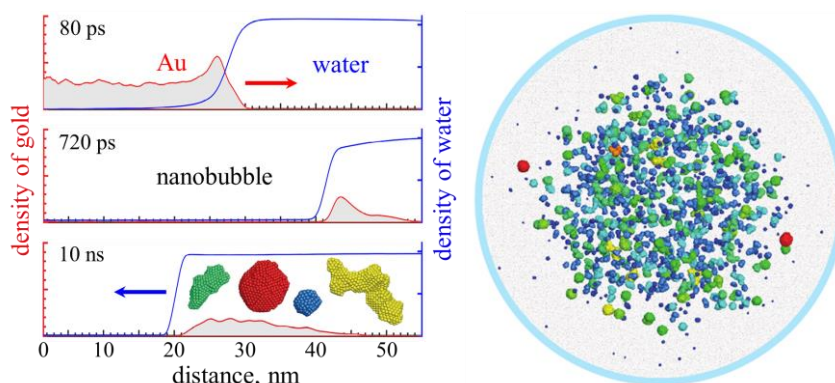 80 ps
Au
water
720 ps
nanobubble
10 ns
density of gold
density of water
0 10 20 30 40 50
distance, nm